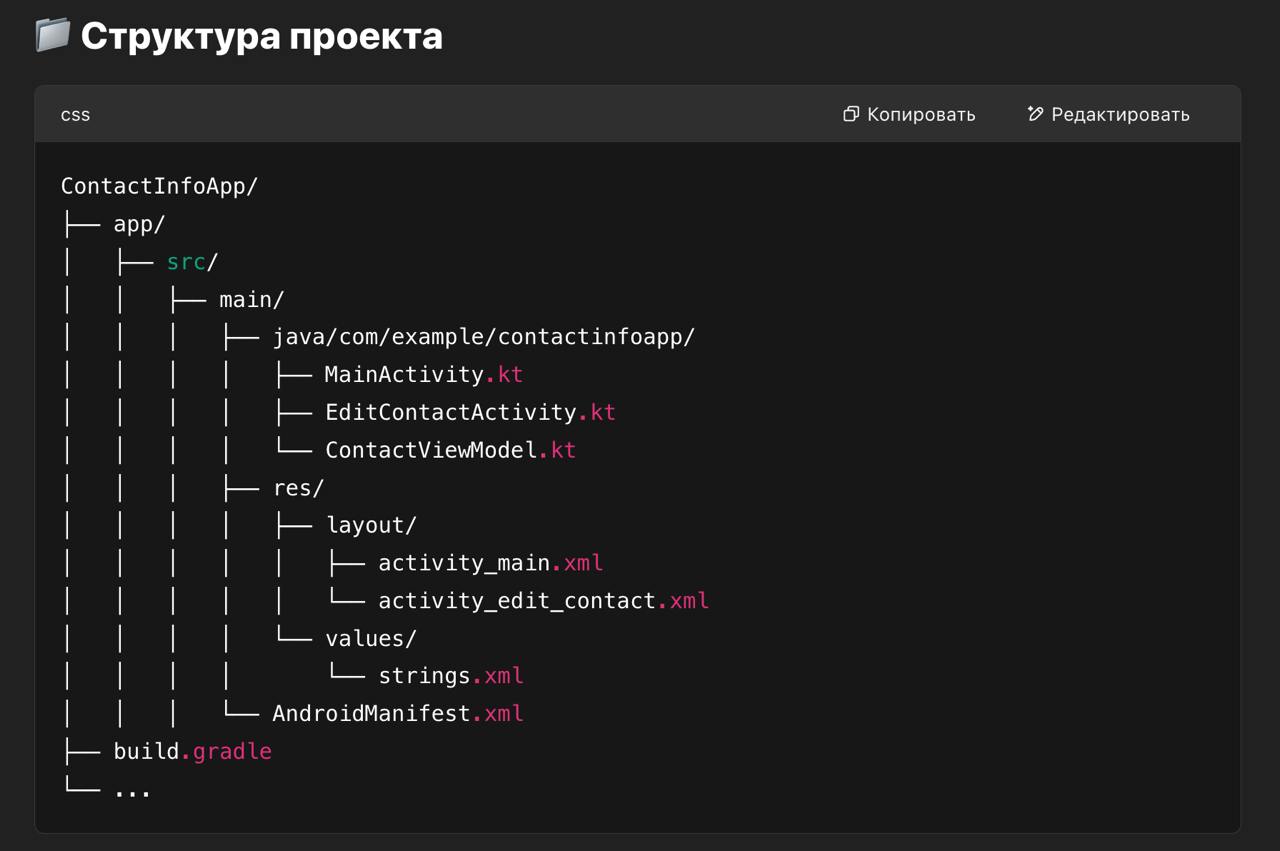 📁 Структура проекта
css
Копировать
Редактировать
ContactInfoApp/
├── app/
│   ├── src/
│   │   ├── main/
│   │   │   ├── java/com/example/contactinfoapp/
│   │   │   │   ├── MainActivity.kt
│   │   │   │   ├── EditContactActivity.kt
│   │   │   │   └── ContactViewModel.kt
│   │   │   ├── res/
│   │   │   │   ├── layout/
│   │   │   │   │   ├── activity_main.xml
│   │   │   │   │   └── activity_edit_contact.xml
│   │   │   │   └── values/
│   │   │   │       └── strings.xml
│   │   │   └── AndroidManifest.xml
├── build.gradle
└── ...